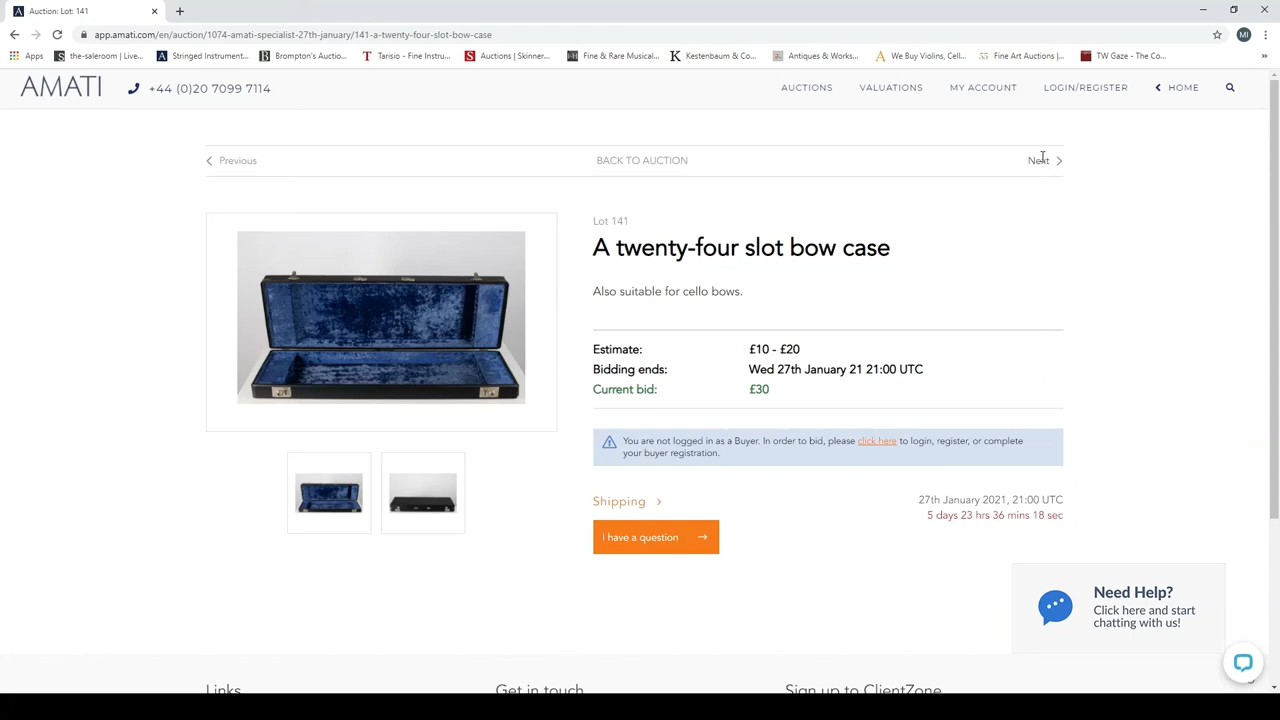 Auction: Lot: 141
app.amati.com/en/auction/1074-amati-specialist-27th-january/141-a-twenty-four-slot-bow-case
MI
Apps
the-saleroom | Live...
Stringed Instrument...
Brompton's Auctio...
Tarisio - Fine Instru...
Auctions | Skinner...
Fine & Rare Musical...
Kestenbaum & Co...
Antiques & Works...
We Buy Violins, Cell...
Fine Art Auctions |...
TW Gaze - The Co...
AMATI
+44 (0)20 7099 7114
AUCTIONS
VALUATIONS
MY ACCOUNT
LOGIN/REGISTER
HOME
Previous
BACK TO AUCTION
Next
Lot 141
A twenty-four slot bow case
Also suitable for cello bows.
Estimate: £10 - £20
Bidding ends: Wed 27th January 21 21:00 UTC
Current bid: £30
You are not logged in as a Buyer. In order to bid, please click here to login, register, or complete
your buyer registration.
Shipping
27th January 2021, 21:00 UTC
5 days 23 hrs 36 mins 18 sec
I have a question
Need Help?
Click here and start
chatting with us!
Links
Get in touch
Sign up to ClientZone